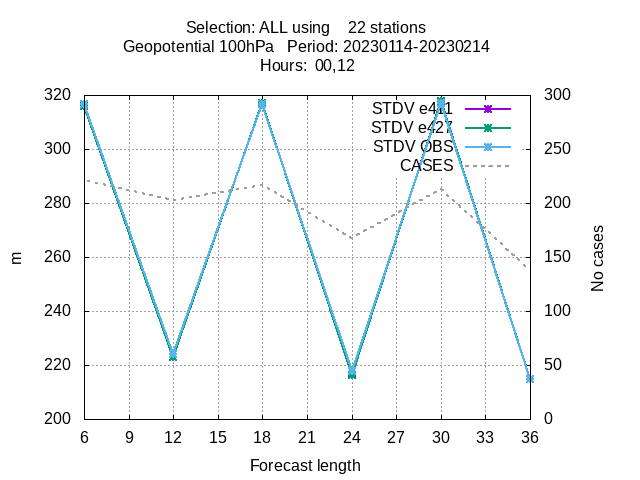 Selection: ALL using    22 stations
Geopotential 100hPa   Period: 20230114-20230214
Hours:  00,12
320
300
280
260
240
220
200
300
250
200
150
100
50
0
STDV e411
STDV e427
STDV OBS
CASES
m
No cases
6 9 12 15 18 21 24 27 30 33 36
Forecast length